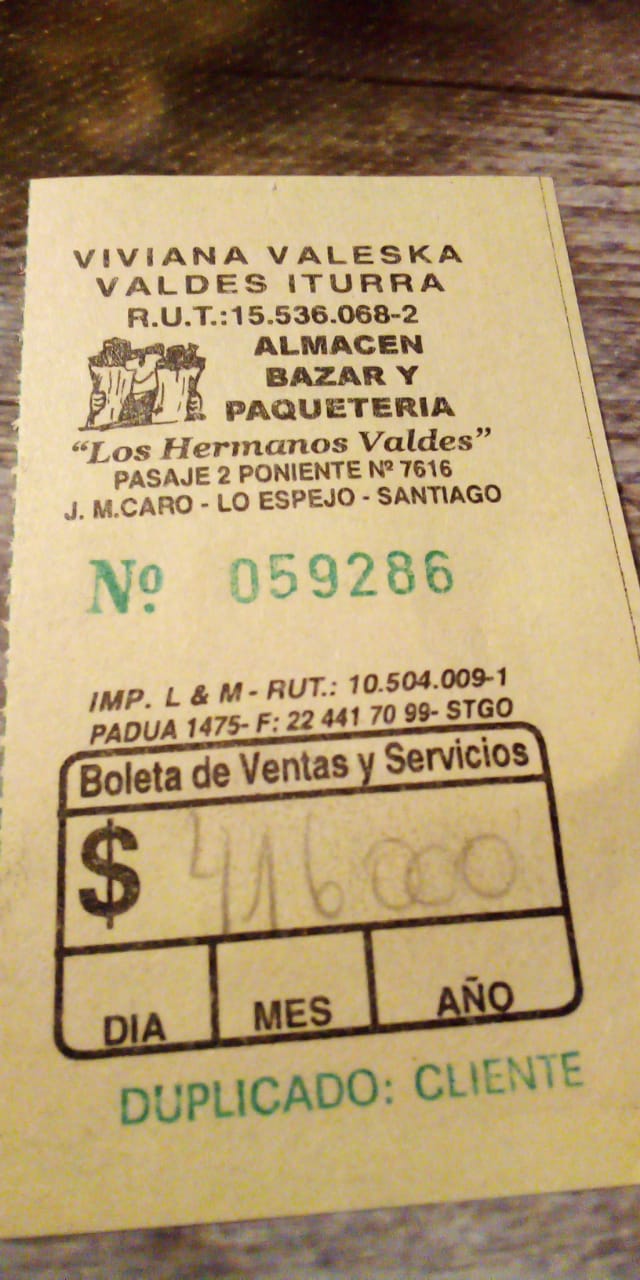 VIVIANA VALESKA
VALDES ITURRA
R.U.T.:15.536.068-2
ALMACEN
BAZAR Y
PAQUETERIA
“Los Hermanos Valdes”
PASAJE 2 PONIENTE Nº 7616
J. M.CARO - LO ESPEJO - SANTIAGO
Nº 059286
IMP. L & M - RUT.: 10.504.009-1
PADUA 1475- F: 22 441 70 99- STGO
Boleta de Ventas y Servicios
$ 416000
DIA MES AÑO
DUPLICADO: CLIENTE